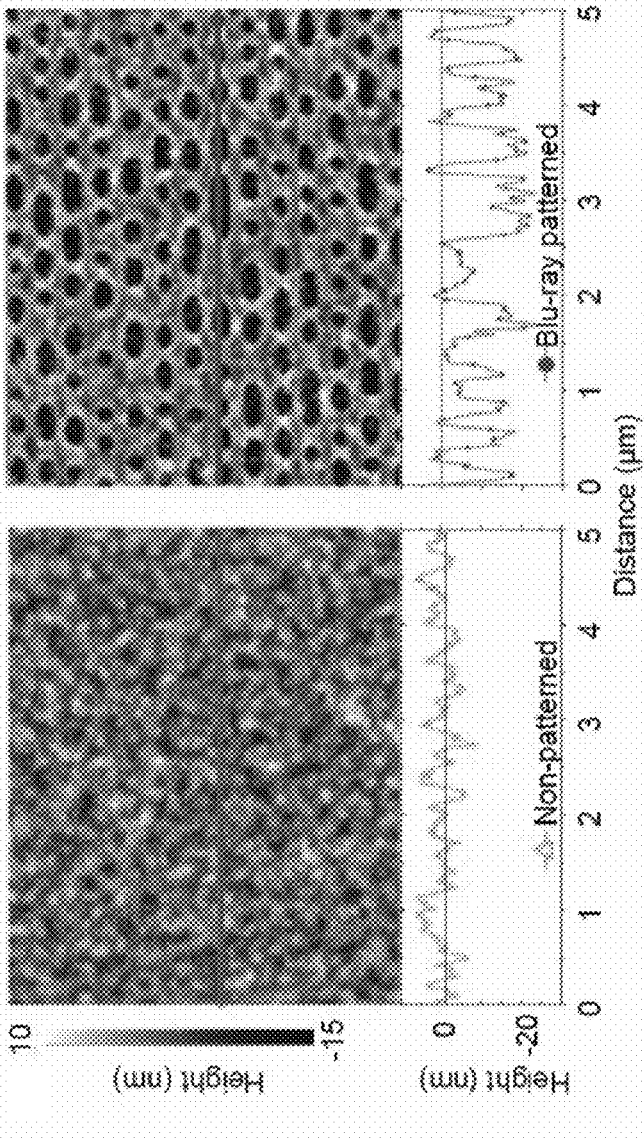 10
-15
Height (nm)
0
-20
Height (nm)
Non-patterned
Blu-ray patterned
0 1 2 3 4 5
0 1 2 3 4 5
Distance (μm)